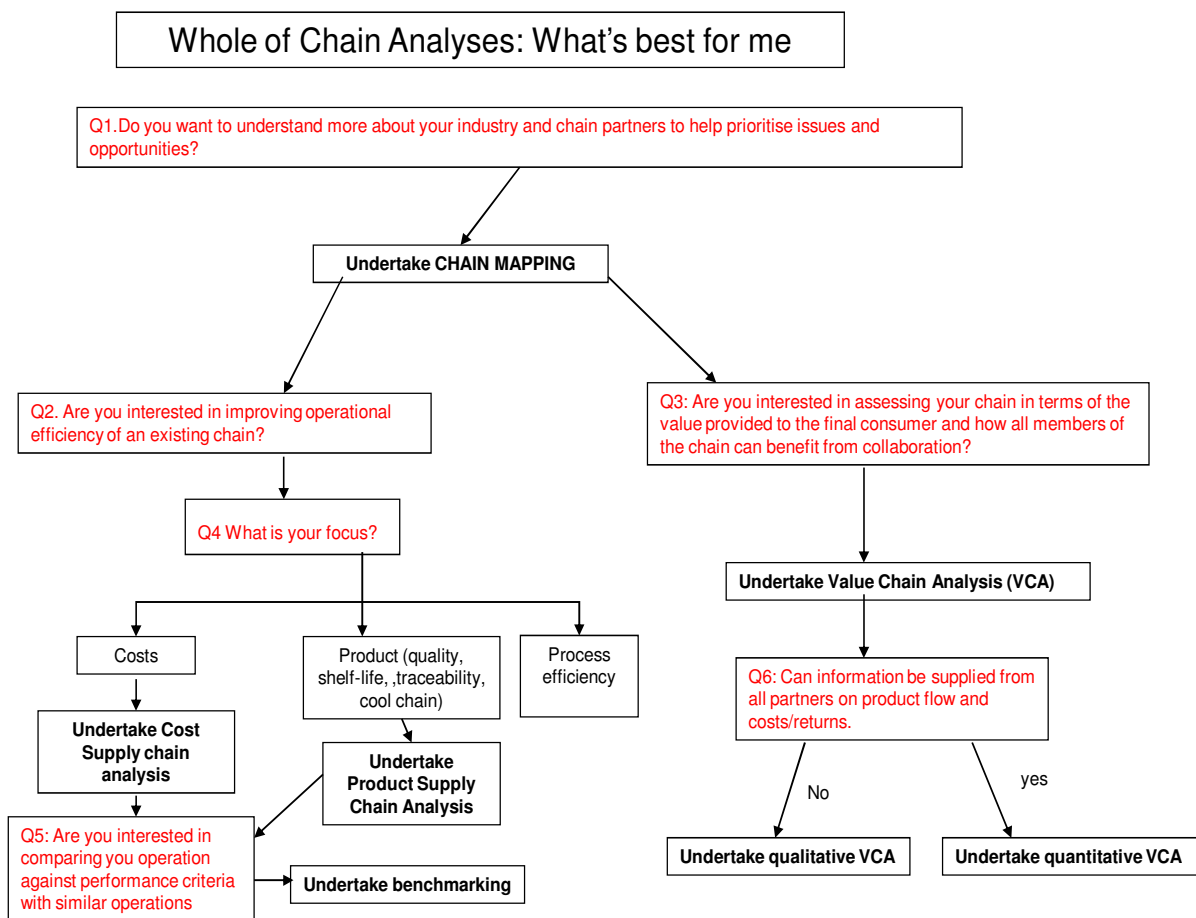 Whole of Chain Analyses: What's best for me
Q1.Do you want to understand more about your industry and chain partners to help prioritise issues and
opportunities?
Undertake CHAIN MAPPING
Q2. Are you interested in improving operational
efficiency of an existing chain?
Q3: Are you interested in assessing your chain in terms of the
value provided to the final consumer and how all members of
the chain can benefit from collaboration?
Q4 What is your focus?
Undertake Value Chain Analysis (VCA)
Costs
Product (quality,
shelf-life, ,traceability,
cool chain)
Process
efficiency
Q6: Can information be supplied from
all partners on product flow and
costs/returns.
Undertake Cost
Supply chain
analysis
Undertake
Product Supply
Chain Analysis
No
yes
Q5: Are you interested in
comparing you operation
against performance criteria
with similar operations
Undertake benchmarking
Undertake qualitative VCA
Undertake quantitative VCA